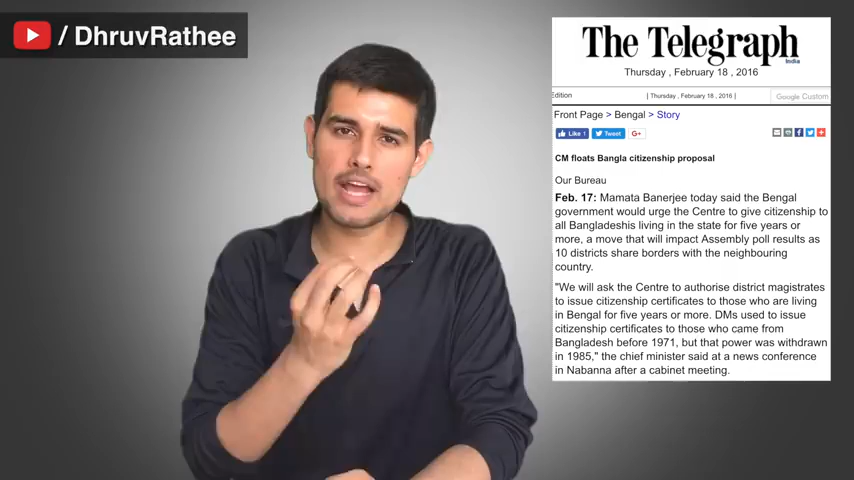 / DhruvRathee
The Telegraph
India
Thursday , February 18 , 2016
Edition
| Thursday , February 18 , 2016 |
Google Custom
Front Page > Bengal > Story
Like 1
Tweet
G+
CM floats Bangla citizenship proposal
Our Bureau
Feb. 17: Mamata Banerjee today said the Bengal
government would urge the Centre to give citizenship to
all Bangladeshis living in the state for five years or
more, a move that will impact Assembly poll results as
10 districts share borders with the neighbouring
country.
"We will ask the Centre to authorise district magistrates
to issue citizenship certificates to those who are living
in Bengal for five years or more. DMs used to issue
citizenship certificates to those who came from
Bangladesh before 1971, but that power was withdrawn
in 1985," the chief minister said at a news conference
in Nabanna after a cabinet meeting.